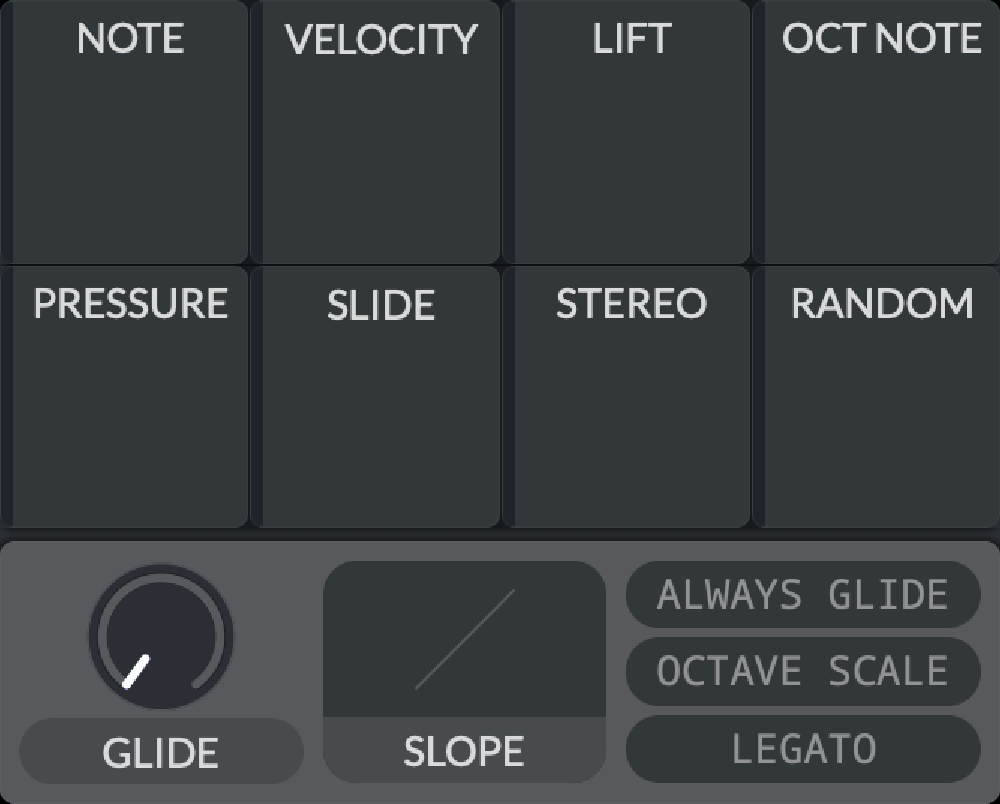 NOTE
VELOCITY
LIFT
OCT NOTE
PRESSURE
SLIDE
STEREO
RANDOM
GLIDE
SLOPE
ALWAYS GLIDE
OCTAVE SCALE
LEGATO